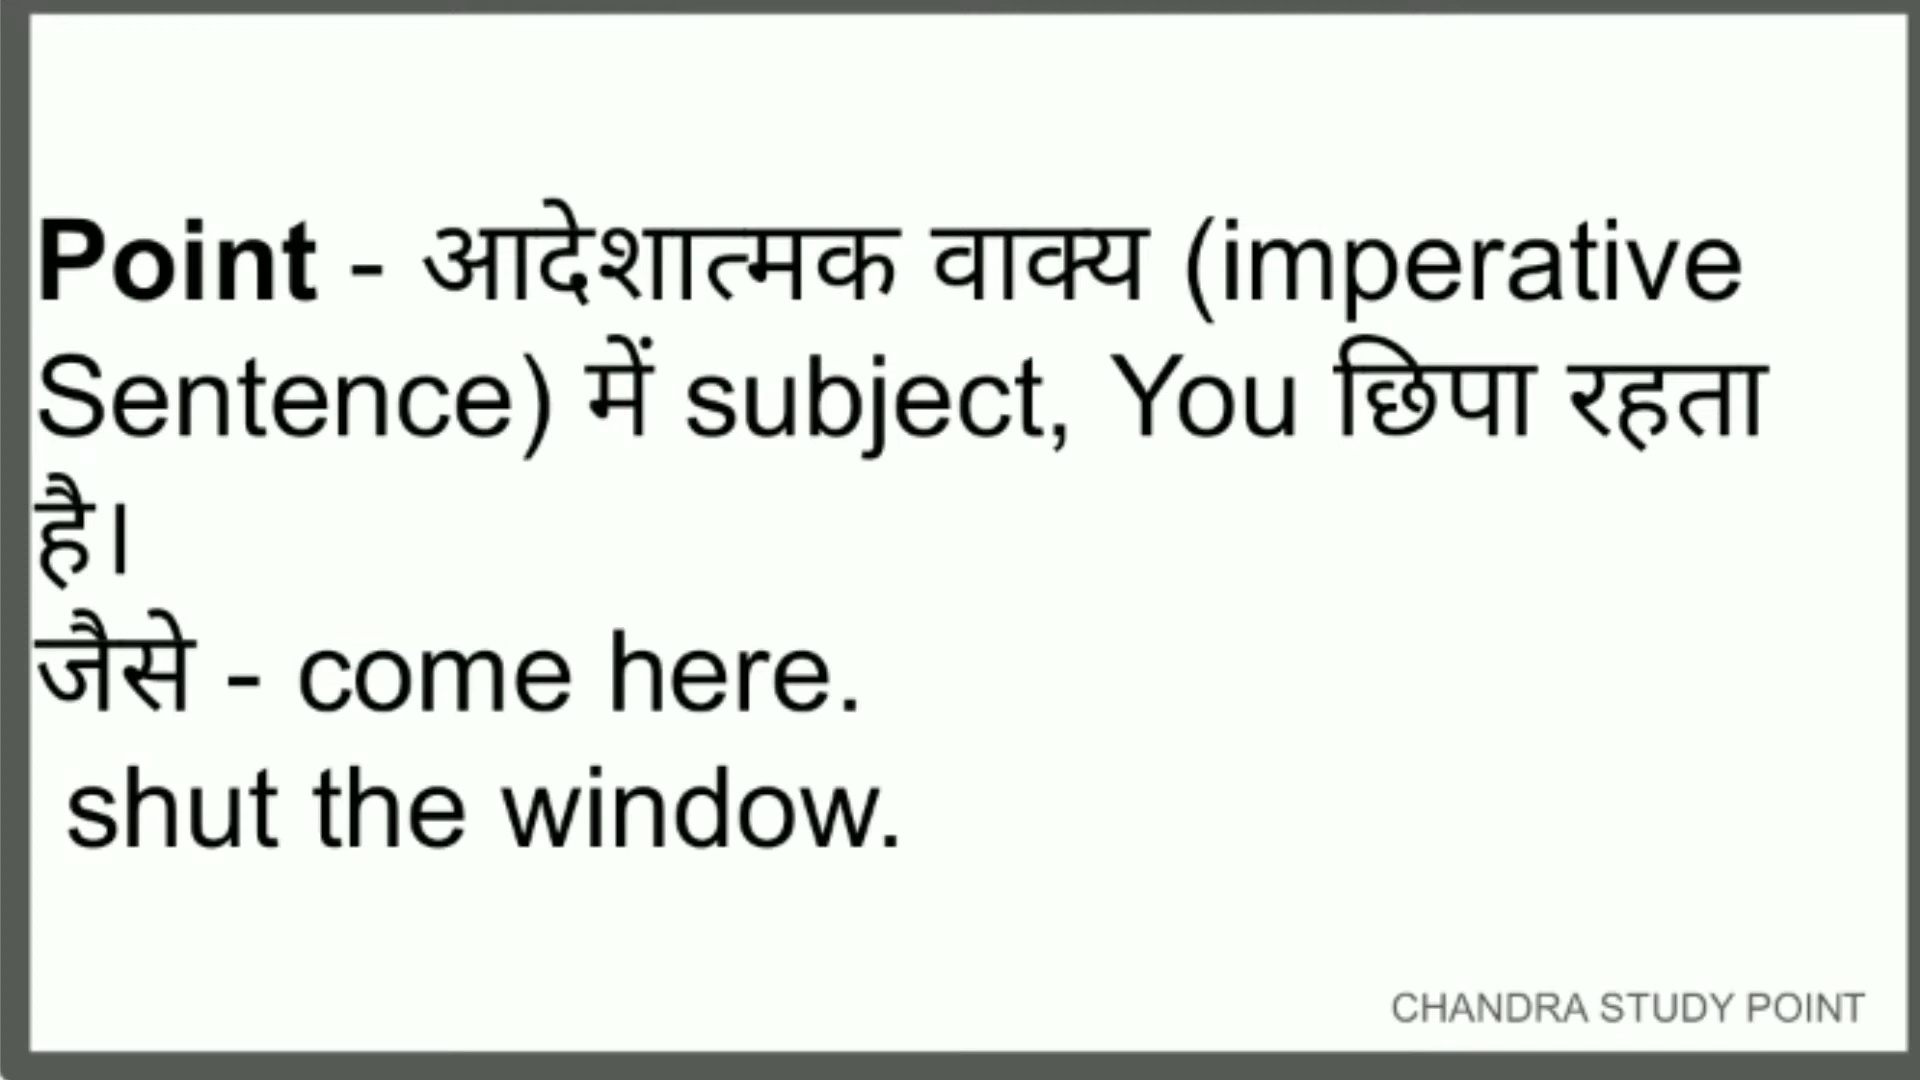 Point - आदेशात्मक वाक्य (imperative
Sentence) में subject, You छिपा रहता
है।
जैसे - come here.
shut the window.
CHANDRA STUDY POINT